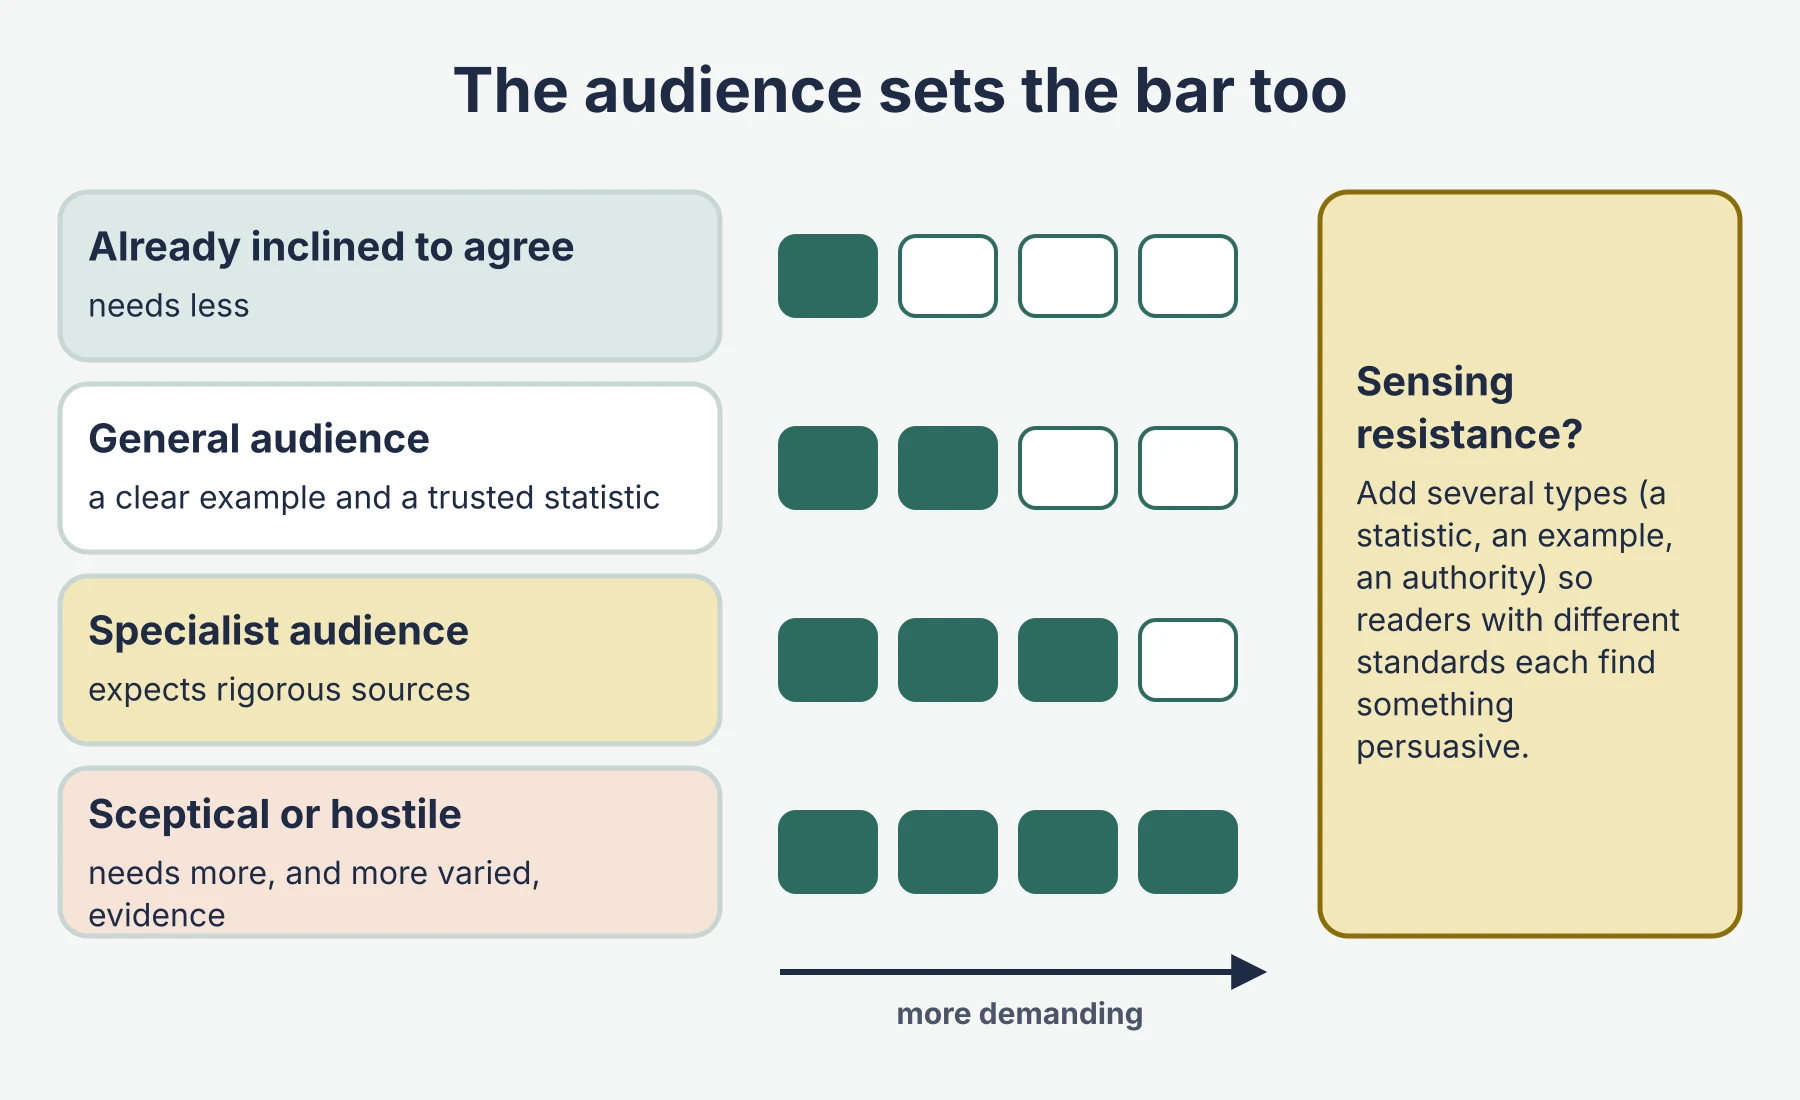 The audience sets the bar too
Already inclined to agree
needs less
General audience
a clear example and a trusted statistic
Specialist audience
expects rigorous sources
Sceptical or hostile
needs more, and more varied,
evidence
more demanding
Sensing
resistance?
Add several types (a
statistic, an example,
an authority) so
readers with different
standards each find
something
persuasive.